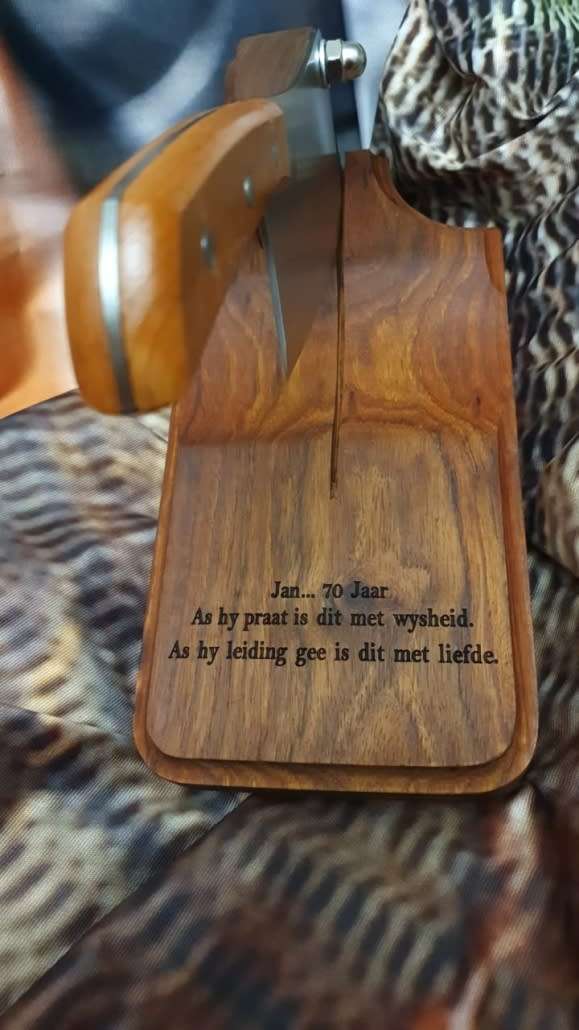 Jan... 70 Jaar
As hy praat is dit met wysheid.
As hy leiding gee is dit met liefde.